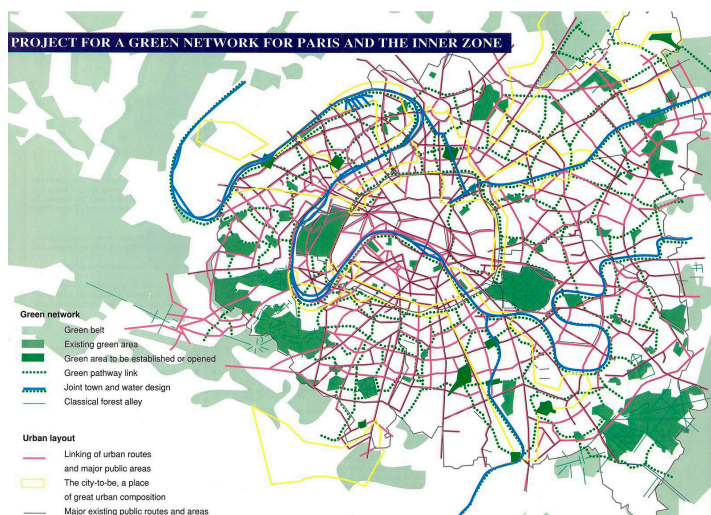 PROJECT FOR A GREEN NETWORK FOR PARIS AND THE INNER ZONE
Green network
Green belt
Existing green area
Green area to be established or opened
Green pathway link
Joint town and water design
Classical forest alley
Urban layout
Linking of urban routes
and major public areas
The city-to-be, a place
of great urban composition
Major existing public routes and areas